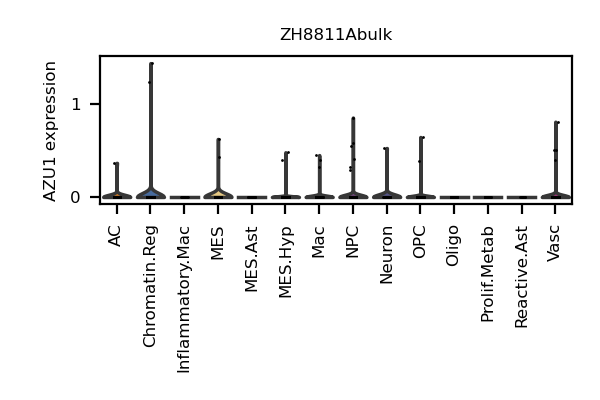 ZH8811Abulk
AZU1 expression
1
0
AC
Chromatin.Reg
Inflammatory.Mac
MES
MES.Ast
MES.Hyp
Mac
NPC
Neuron
OPC
Oligo
Prolif.Metab
Reactive.Ast
Vasc